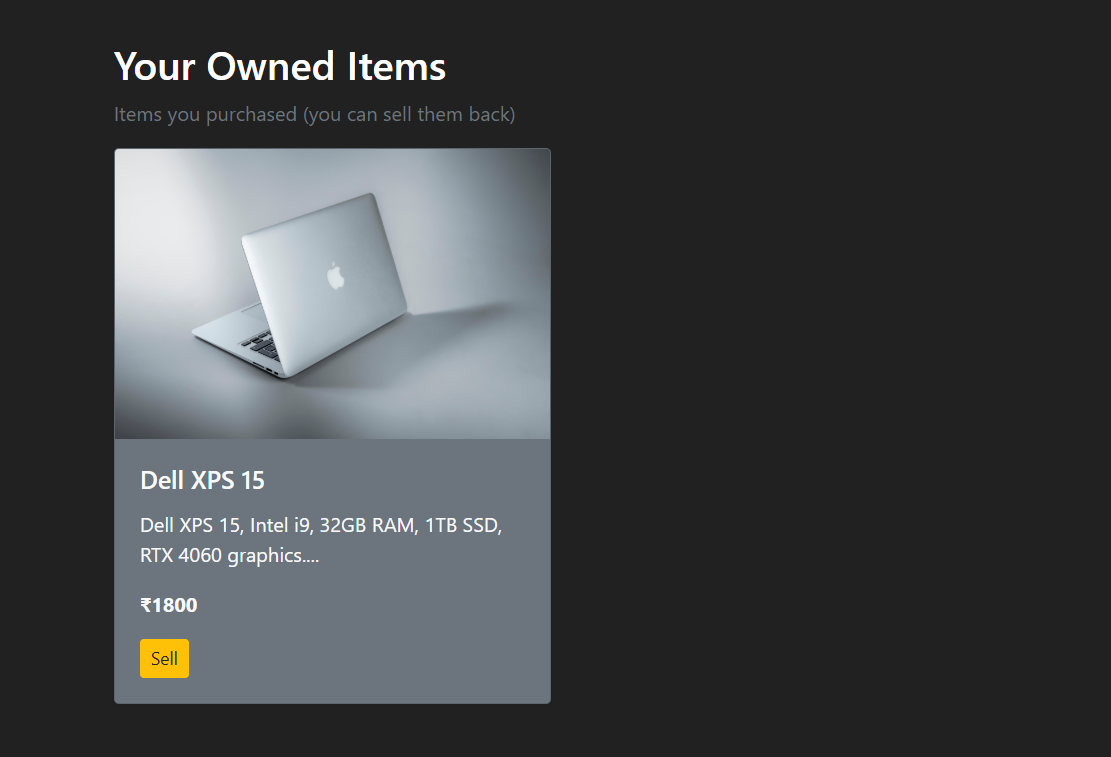 Your Owned Items
Items you purchased (you can sell them back)
Dell XPS 15
Dell XPS 15, Intel i9, 32GB RAM, 1TB SSD,
RTX 4060 graphics....
₹1800
Sell